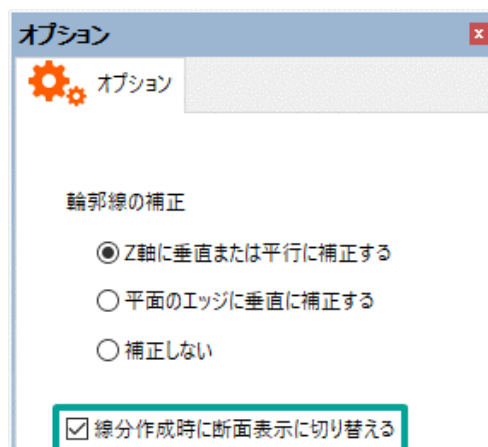 オプション
オプション
輪郭線の補正
Z軸に垂直または平行に補正する
平面のエッジに垂直に補正する
補正しない
線分作成時に断面表示に切り替える